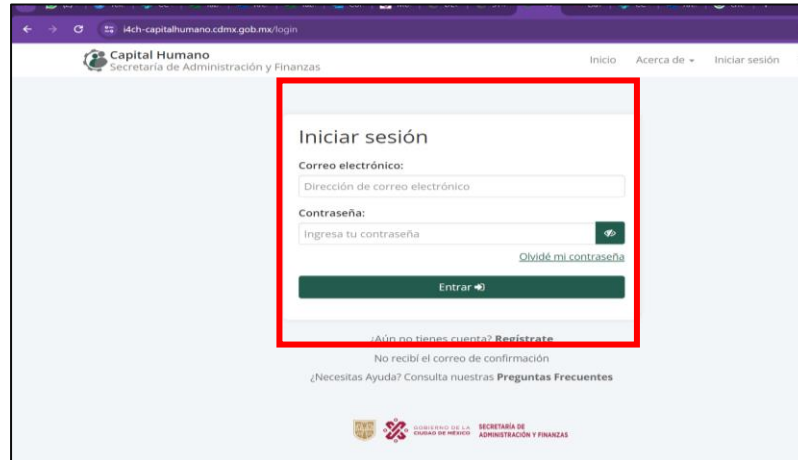 i4ch-capitalhumano.cdmx.gob.mx/login
Capital Humano
Secretaría de Administración y Finanzas
Inicio Acerca de Iniciar sesión
Iniciar sesión
Correo electrónico:
Dirección de correo electrónico
Contraseña:
Ingresa tu contraseña
Olvidé mi contraseña
Entrar
¿Aún no tienes cuenta? Regístrate
No recibí el correo de confirmación
¿Necesitas Ayuda? Consulta nuestras Preguntas Frecuentes
GOBIERNO DE LA
CIUDAD DE MÉXICO
SECRETARÍA DE
ADMINISTRACIÓN Y FINANZAS